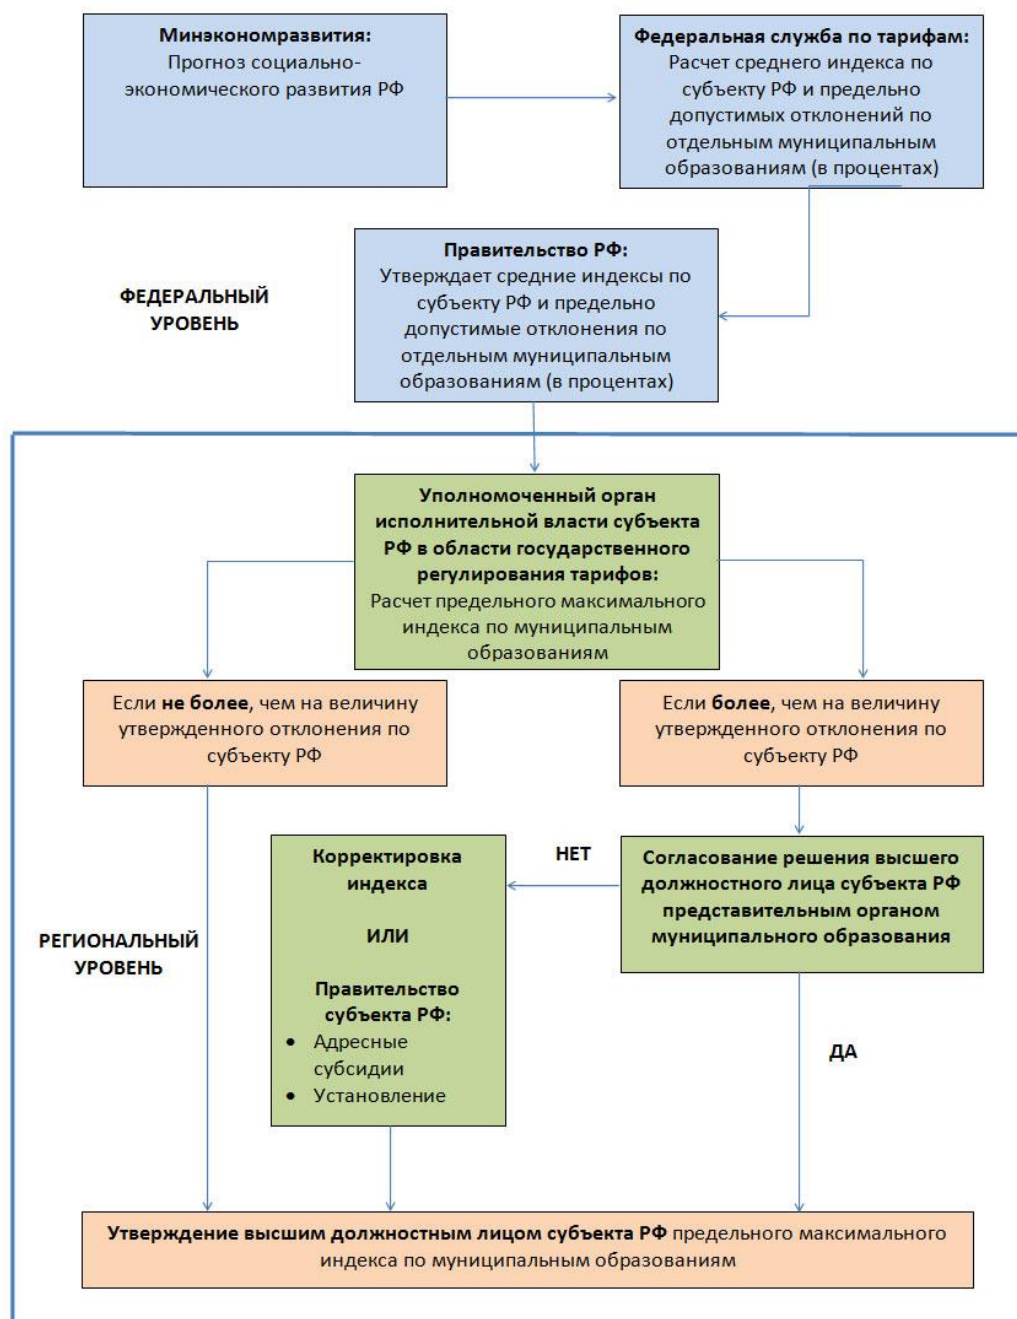 Минэкономразвития:
Прогноз социально-
экономического развития РФ
Федеральная служба по тарифам:
Расчет среднего индекса по
субъекту РФ и предельно
допустимых отклонений по
отдельным муниципальным
образованиям (в процентах)
ФЕДЕРАЛЬНЫЙ
УРОВЕНЬ
Правительство РФ:
Утверждает средние индексы по
субъекту РФ и предельно
допустимые отклонения по
отдельным муниципальным
образованиям (в процентах)
Уполномоченный орган
исполнительной власти субъекта
РФ в области государственного
регулирования тарифов:
Расчет предельного максимального
индекса по муниципальным
образованиям
Если не более, чем на величину
утвержденного отклонения по
субъекту РФ
Если более, чем на величину
утвержденного отклонения по
субъекту РФ
РЕГИОНАЛЬНЫЙ
УРОВЕНЬ
Корректировка
индекса
ИЛИ
Правительство
субъекта РФ:
• Адресные
субсидии
• Установление
НЕТ
Согласование решения высшего
должностного лица субъекта РФ
представительным органом
муниципального образования
ДА
Утверждение высшим должностным лицом субъекта РФ предельного максимального
индекса по муниципальным образованиям